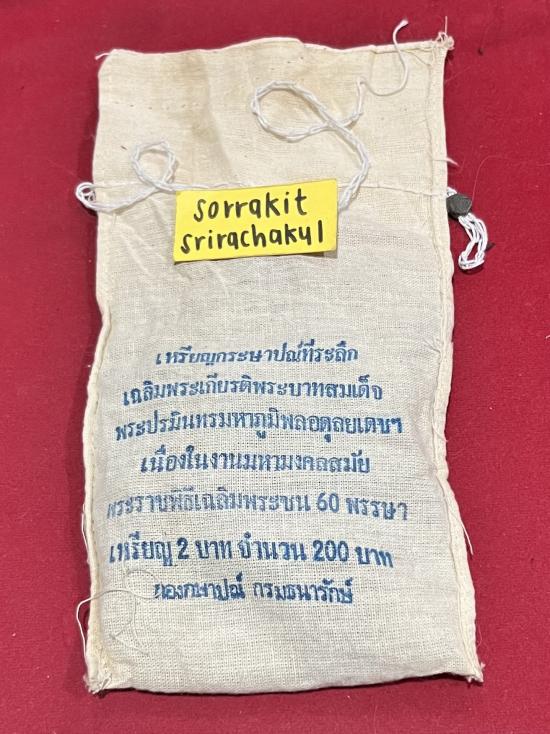 sorrakit
srirachakul
เหรียญกระษาปณ์ที่ระลึก
เฉลิมพระเกียรติพระบาทสมเด็จ
พระปรมินทรมหาภูมิพลอดุลยเดชฯ
เนื่องในงานมหามงคลสมัย
พระราชพิธีเฉลิมพระชน 60 พรรษา
เหรียญ 2 บาท จำนวน 200 บาท
กองกษาปณ์ กรมธนารักษ์